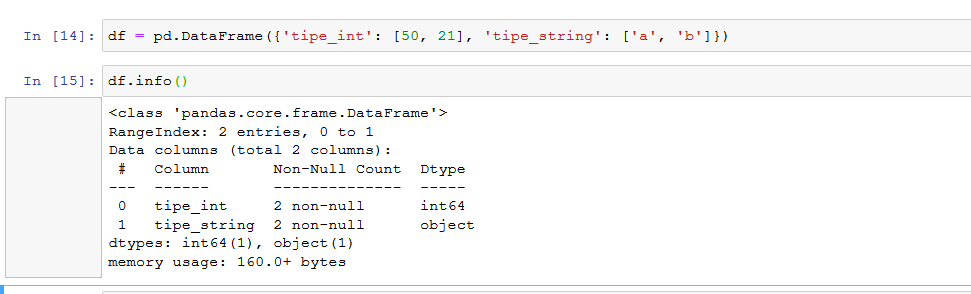 In [14]: df = pd.DataFrame({'tipe_int': [50, 21], 'tipe_string': ['a', 'b']})
In [15]: df.info()
<class 'pandas.core.frame.DataFrame'>
RangeIndex: 2 entries, 0 to 1
Data columns (total 2 columns):
 #   Column       Non-Null Count  Dtype
---  ------       --------------  -----
 0   tipe_int     2 non-null      int64
 1   tipe_string  2 non-null      object
dtypes: int64(1), object(1)
memory usage: 160.0+ bytes